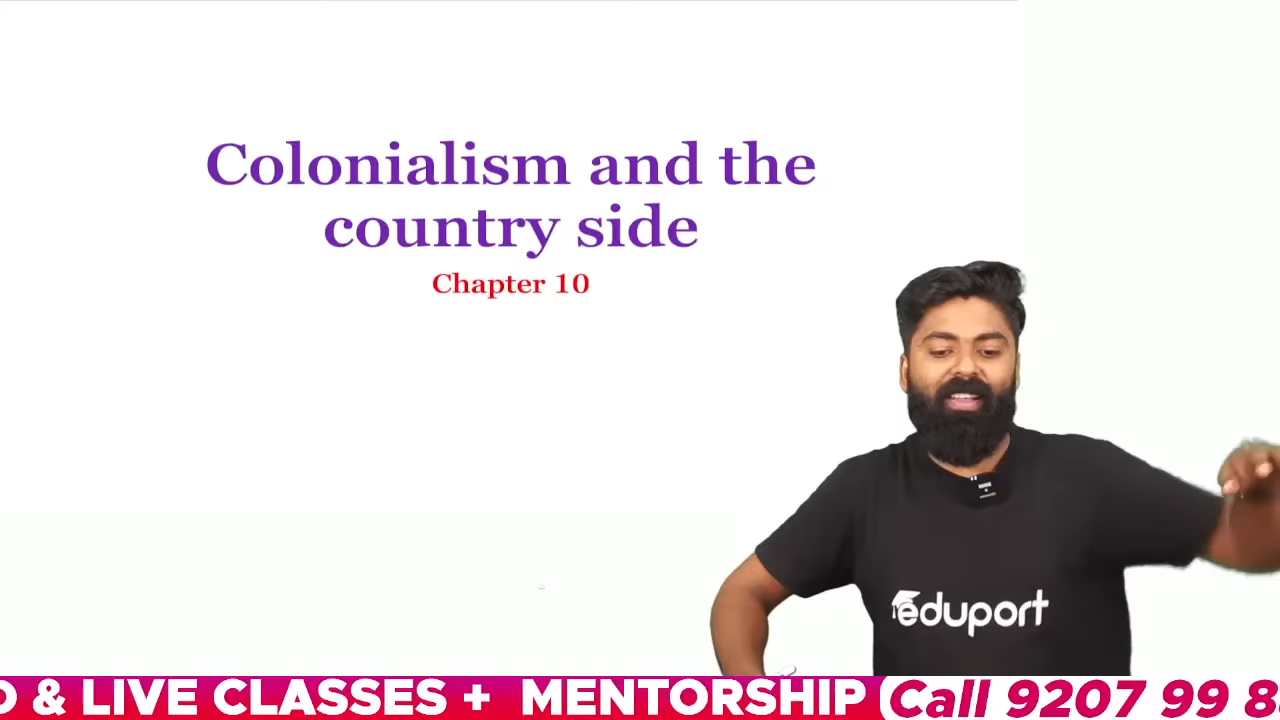 Colonialism and the
country side
Chapter 10
eduport
& LIVE CLASSES + MENTORSHIP (Call 9207 99